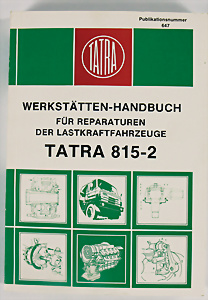 Publikationsnummer
647
TATRA
WERKSTÄTTEN-HANDBUCH
FÜR REPARATUREN
DER LASTKRAFTFAHRZEUGE
TATRA 815-2